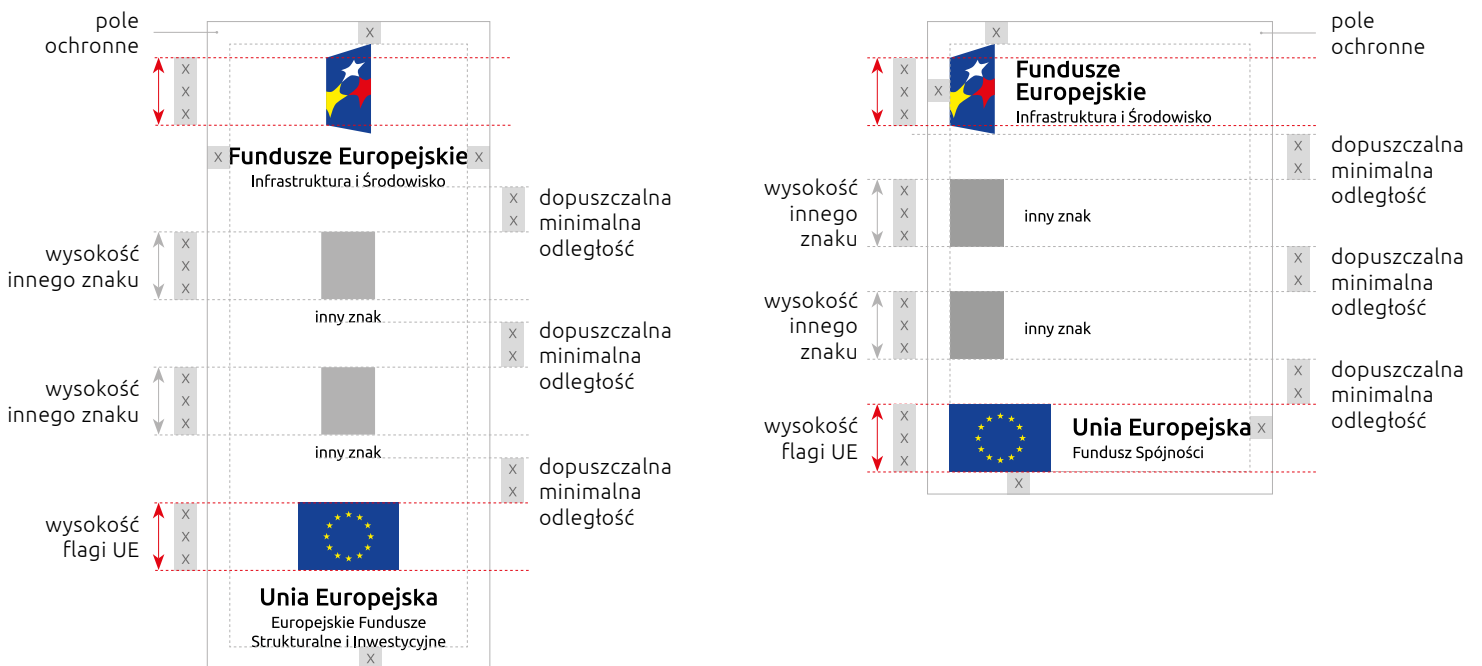 pole
ochronne
x
x
x
x
x
Fundusze Europejskie
x
Infrastruktura i Środowisko
x
x
dopuszczalna
minimalna
odległość
wysokość
innego znaku
x
x
x
inny znak
x
x
dopuszczalna
minimalna
odległość
wysokość
innego znaku
x
x
x
inny znak
x
x
dopuszczalna
minimalna
odległość
wysokość
flagi UE
x
x
x
Unia Europejska
Europejskie Fundusze
Strukturalne i Inwestycyjne
x
pole
ochronne
x
x
x
x
x
Fundusze
Europejskie
Infrastruktura i Środowisko
x
x
dopuszczalna
minimalna
odległość
wysokość
innego
znaku
x
x
x
inny znak
x
x
dopuszczalna
minimalna
odległość
wysokość
innego
znaku
x
x
x
inny znak
x
x
dopuszczalna
minimalna
odległość
wysokość
flagi UE
x
x
x
Unia Europejska
x
Fundusz Spójności
x